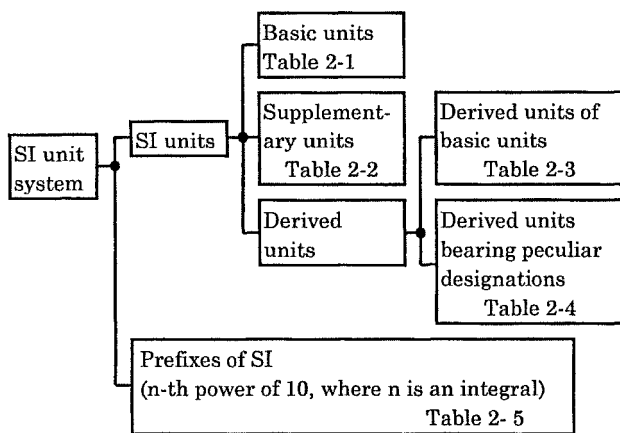 Basic units
Table 2-1
SI unit
system
SI units
Supplement-
ary units
Table 2-2
Derived
units
Derived units of
basic units
Table 2-3
Derived units
bearing peculiar
designations
Table 2-4
Prefixes of SI
(n-th power of 10, where n is an integral)
Table 2- 5